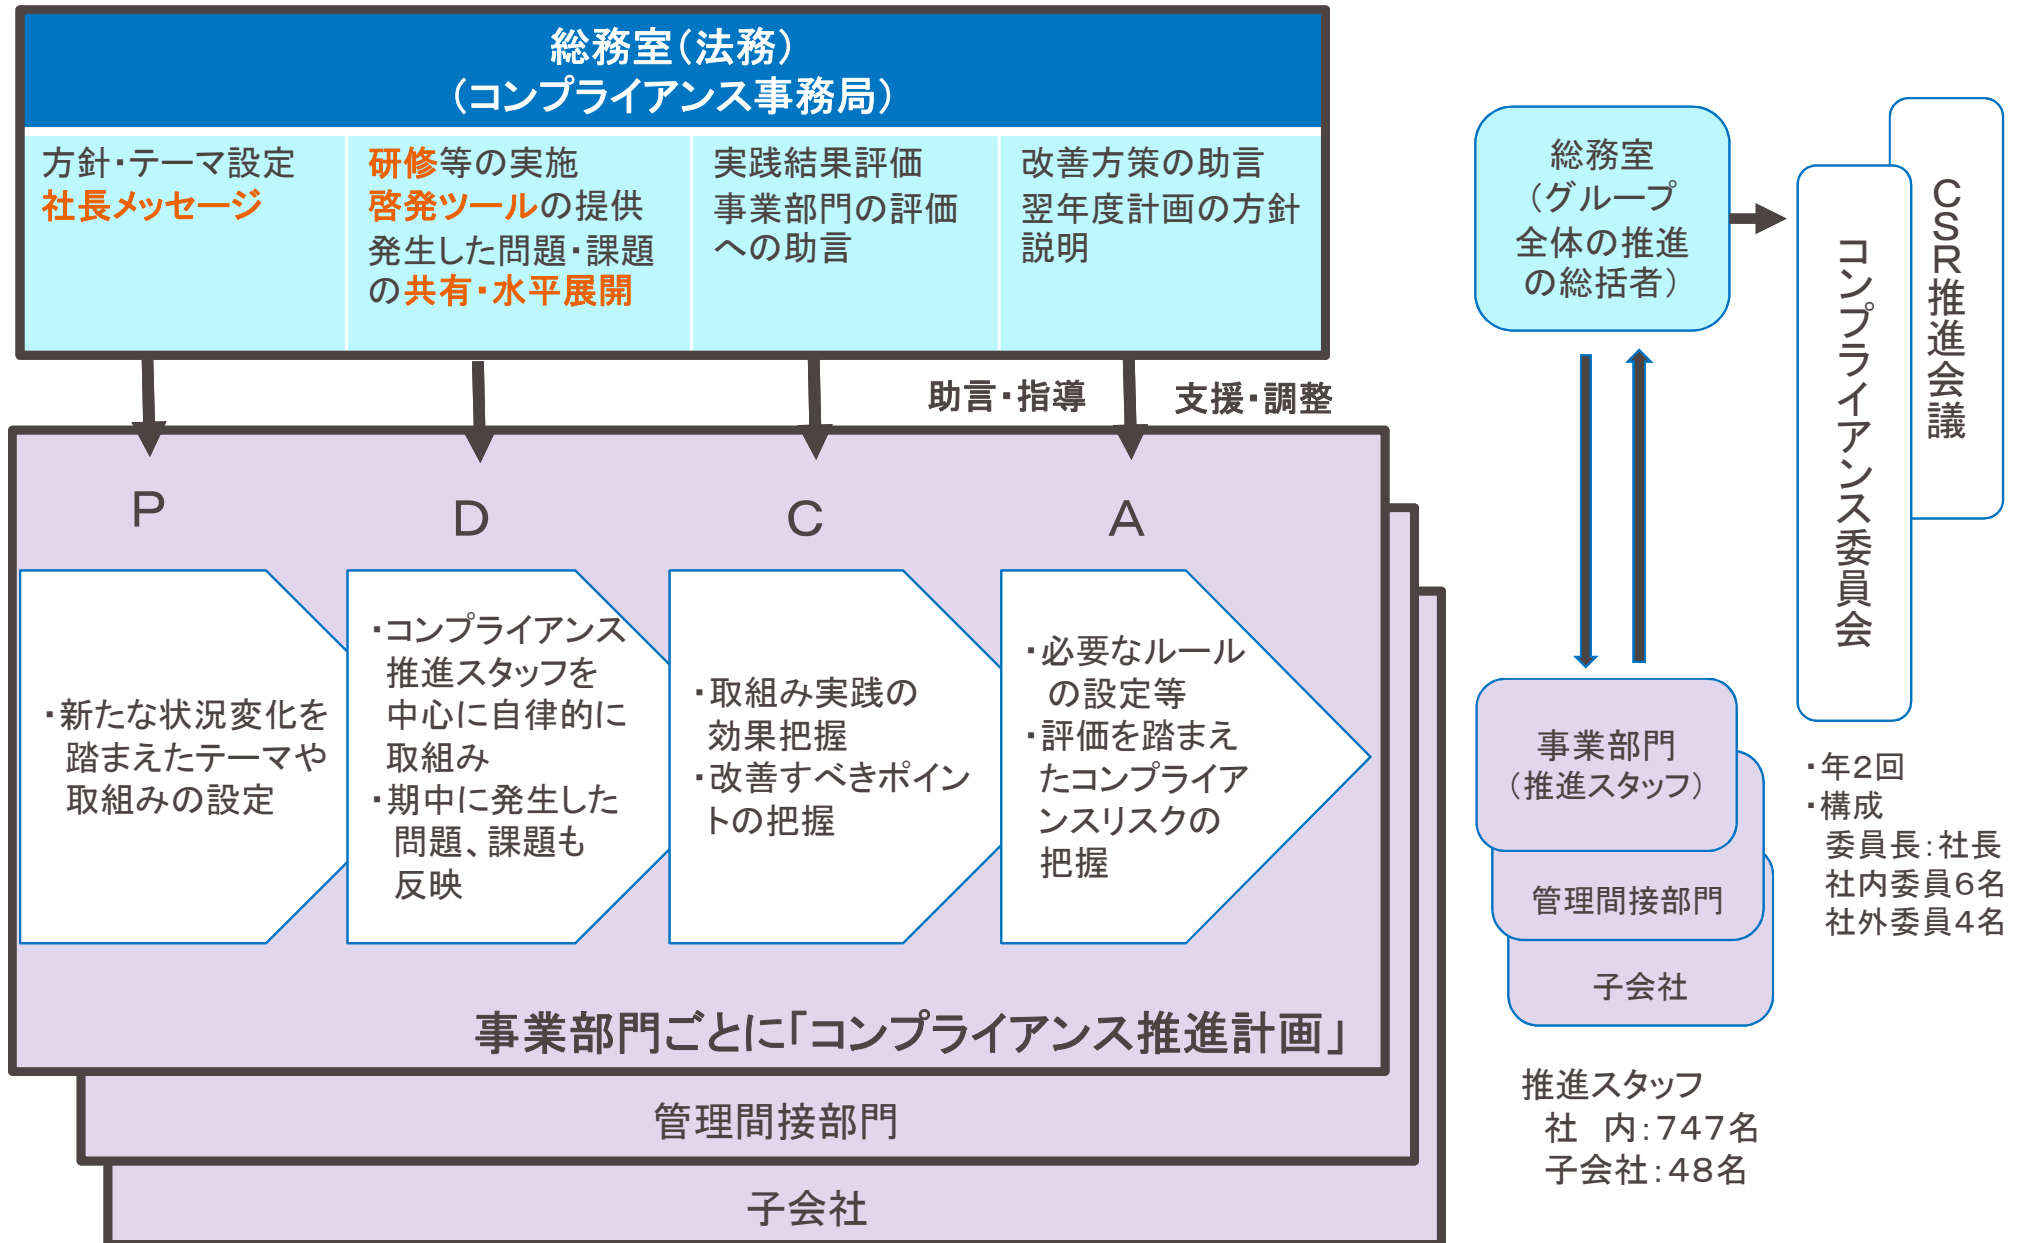 総務室（法務）
（コンプライアンス事務局）
方針・テーマ設定
社長メッセージ
研修等の実施
啓発ツールの提供
発生した問題・課題
の共有・水平展開
実践結果評価
事業部門の評価
への助言
改善方策の助言
翌年度計画の方針
説明
助言・指導
支援・調整
P
D
C
A
・新たな状況変化を
踏まえたテーマや
取組みの設定
・コンプライアンス
推進スタッフを
中心に自律的に
取組み
・期中に発生した
問題、課題も
反映
・取組み実践の
効果把握
・改善すべきポイン
トの把握
・必要なルール
の設定等
・評価を踏まえ
たコンプライア
ンスリスクの
把握
事業部門ごとに「コンプライアンス推進計画」
管理間接部門
子会社
総務室
（グループ
全体の推進
の総括者）
コンプライアンス委員会
CSR推進会議
事業部門
（推進スタッフ）
管理間接部門
子会社
・年2回
・構成
委員長：社長
社内委員6名
社外委員4名
推進スタッフ
社　内：747名
子会社：48名